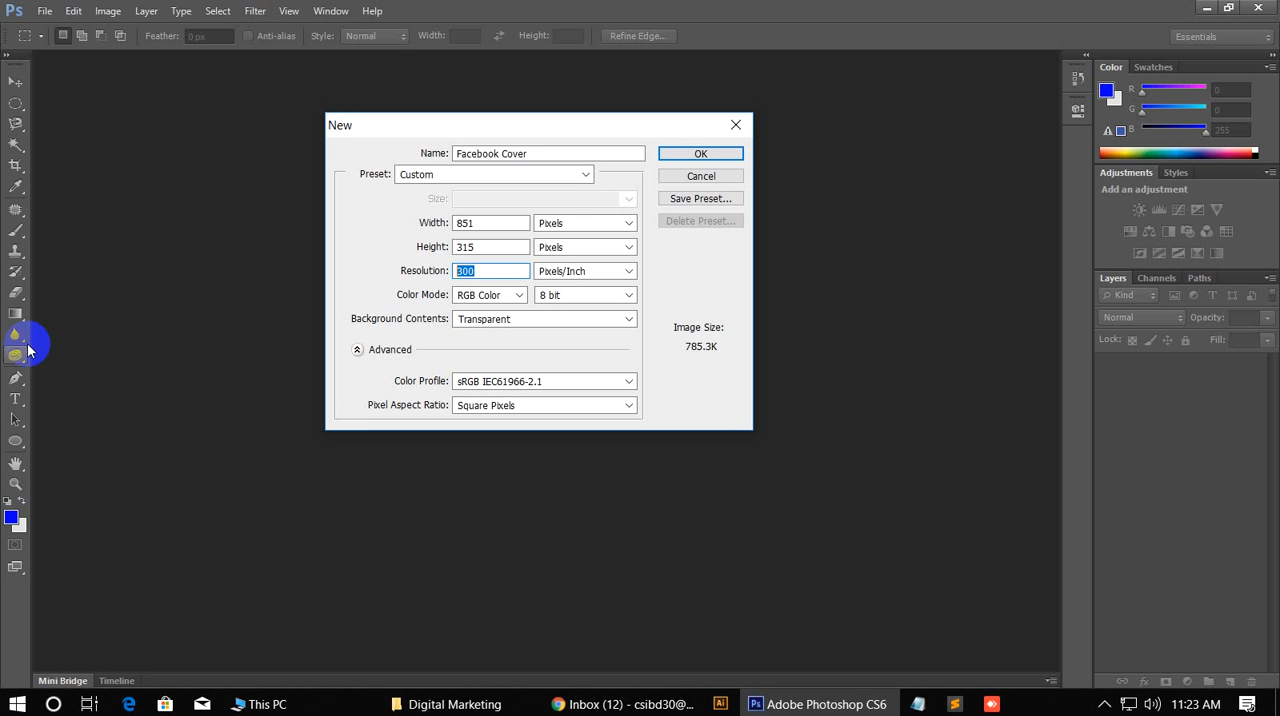 Ps File Edit Image Layer Type Select Filter View Window Help
Feather: 0 px Anti-alias Style: Normal Width: Height: Refine Edge... Essentials
Color Swatches
R 0
G 0
B 255
Adjustments Styles
Add an adjustment
Layers Channels Paths
Kind
Normal Opacity:
Lock: Fill:
New
Name: Facebook Cover OK
Preset: Custom Cancel
Size: Save Preset...
Width: 851 Pixels Delete Preset...
Height: 315 Pixels
Resolution: 300 Pixels/Inch
Color Mode: RGB Color 8 bit
Background Contents: Transparent
Image Size:
785.3K
Advanced
Color Profile: sRGB IEC61966-2.1
Pixel Aspect Ratio: Square Pixels
T
Mini Bridge Timeline
fx
This PC Digital Marketing Inbox (12) - csibd30@... Ai Ps Adobe Photoshop CS6 11:23 AM